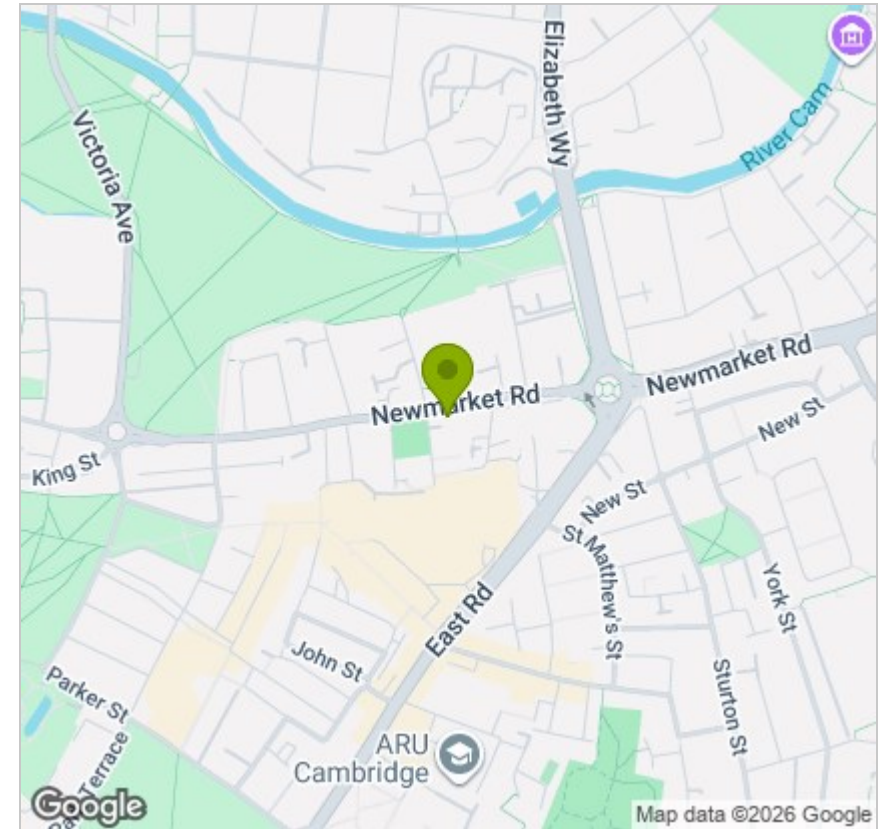 Elizabeth Wy
River Cam
Victoria Ave
Newmarket Rd
Newmarket Rd
King St
New St
New St
St Matthew's St
York St
East Rd
John St
Sturton St
Parker St
Terrace
ARU
Cambridge
Google
Map data ©2026 Google